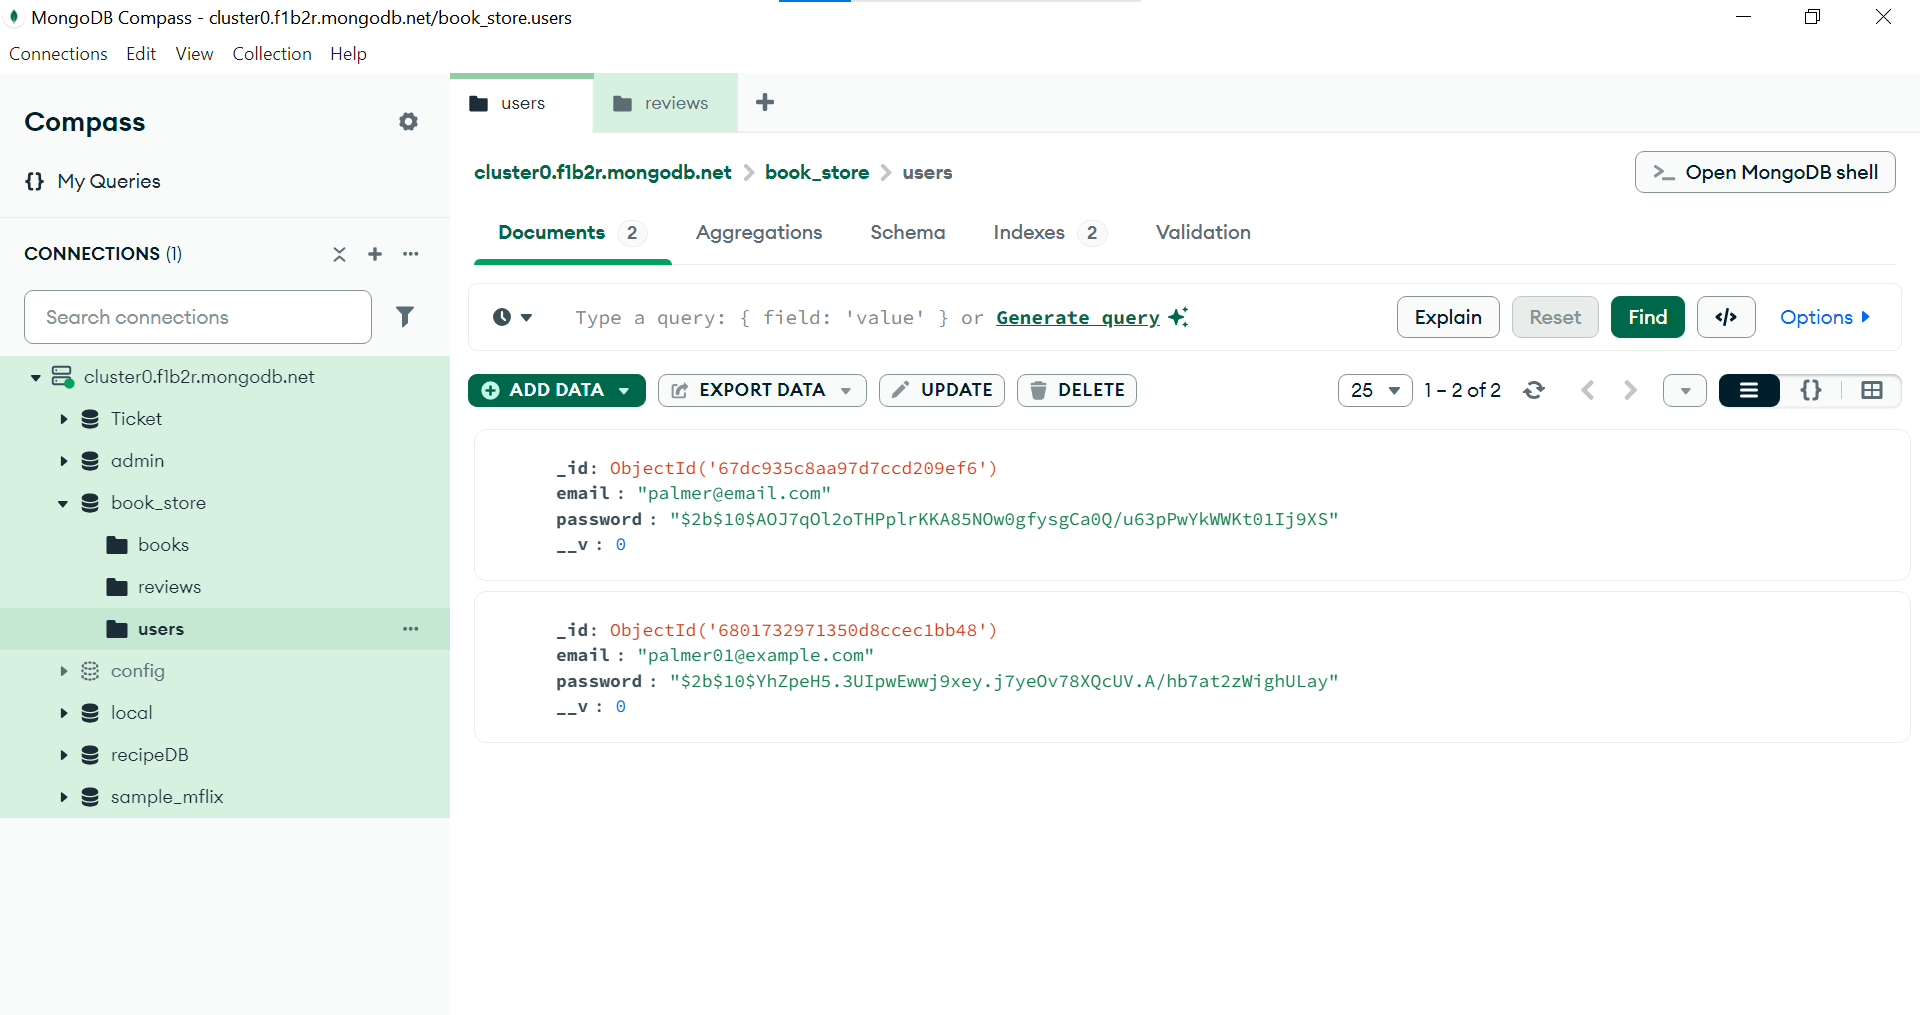 MongoDB Compass - cluster0.f1b2r.mongodb.net/book_store.users
Connections Edit View Collection Help
Compass
{} My Queries
CONNECTIONS (1)
Search connections
cluster0.f1b2r.mongodb.net
Ticket
admin
book_store
books
reviews
users
config
local
recipeDB
sample_mflix
users reviews
cluster0.f1b2r.mongodb.net > book_store > users
>_ Open MongoDB shell
Documents 2 Aggregations Schema Indexes 2 Validation
Type a query: { field: 'value' } or Generate query
Explain Reset Find </> Options
ADD DATA EXPORT DATA UPDATE DELETE
25 1 – 2 of 2 {}
_id: ObjectId('67dc935c8aa97d7ccd209ef6')
email : "palmer@email.com"
password : "$2b$10$AOJ7qOl2oTHPplrKKA85NOw0gfysgCa0Q/u63pPwYkWWKt01Ij9XS"
__v : 0
_id: ObjectId('6801732971350d8ccec1bb48')
email : "palmer01@example.com"
password : "$2b$10$YhZpeH5.3UIpwEwwj9xey.j7yeOv78XQcUV.A/hb7at2zWighULay"
__v : 0